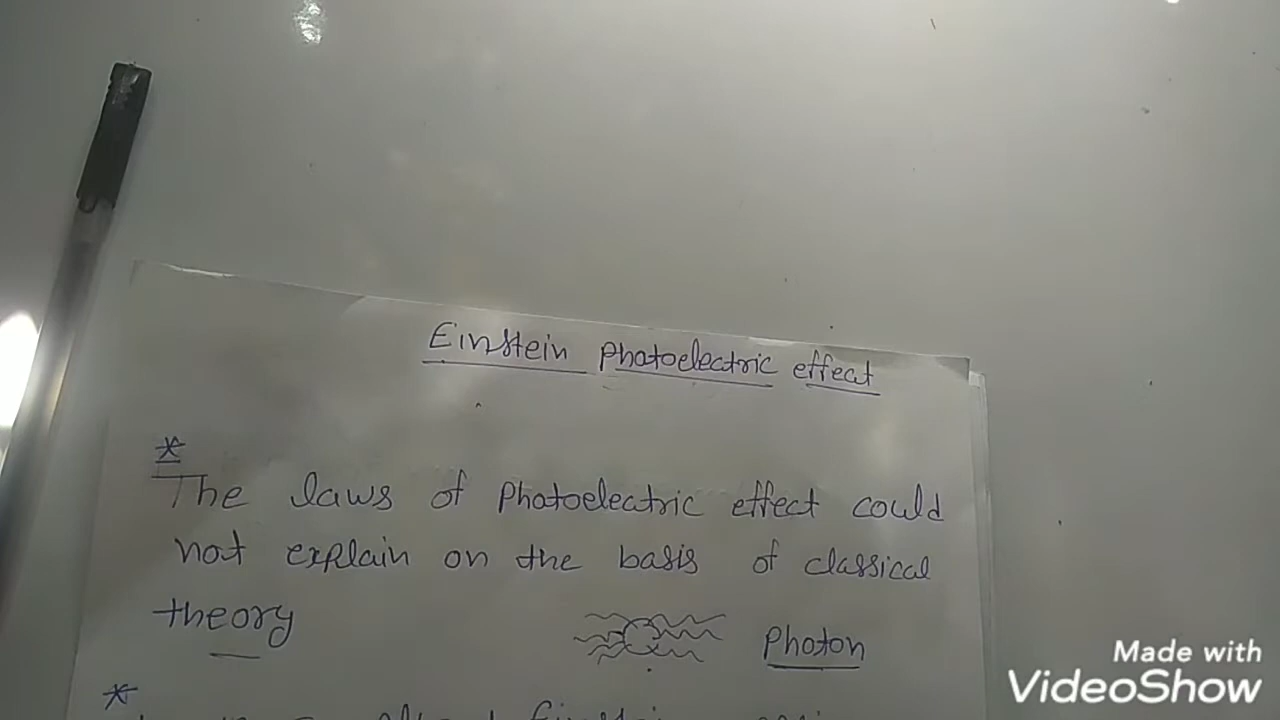 Einstein photoelectric effect
*
The laws of photoelectric effect could
not explain on the basis of classical
theory
Photon
*
Einstein
Made with
VideoShow